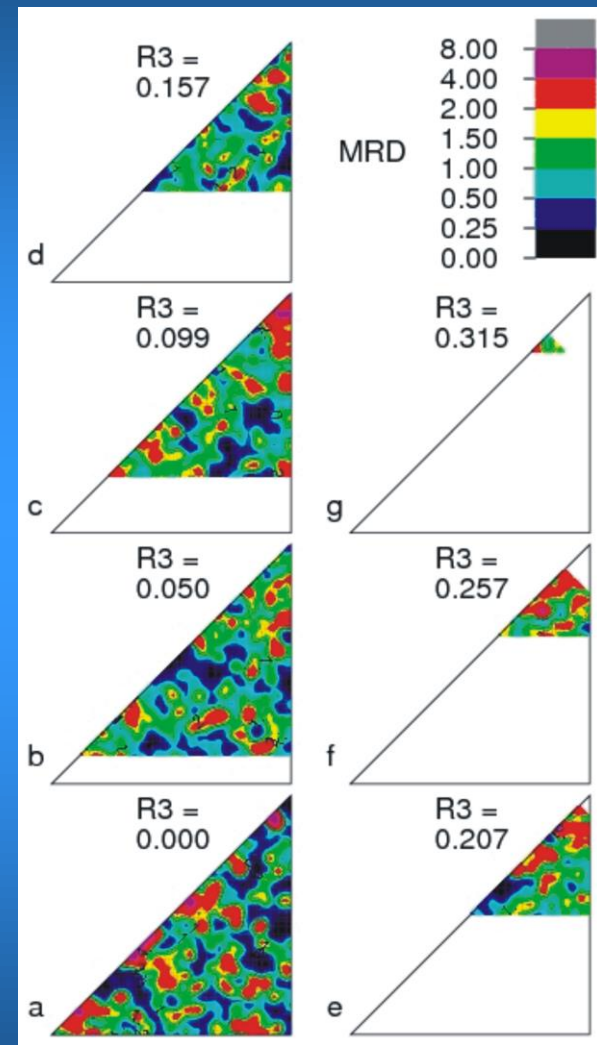 R3 =
0.157
d
MRD
8.00
4.00
2.00
1.50
1.00
0.50
0.25
0.00
R3 =
0.099
c
R3 =
0.315
g
R3 =
0.050
b
R3 =
0.257
f
R3 =
0.000
a
R3 =
0.207
e